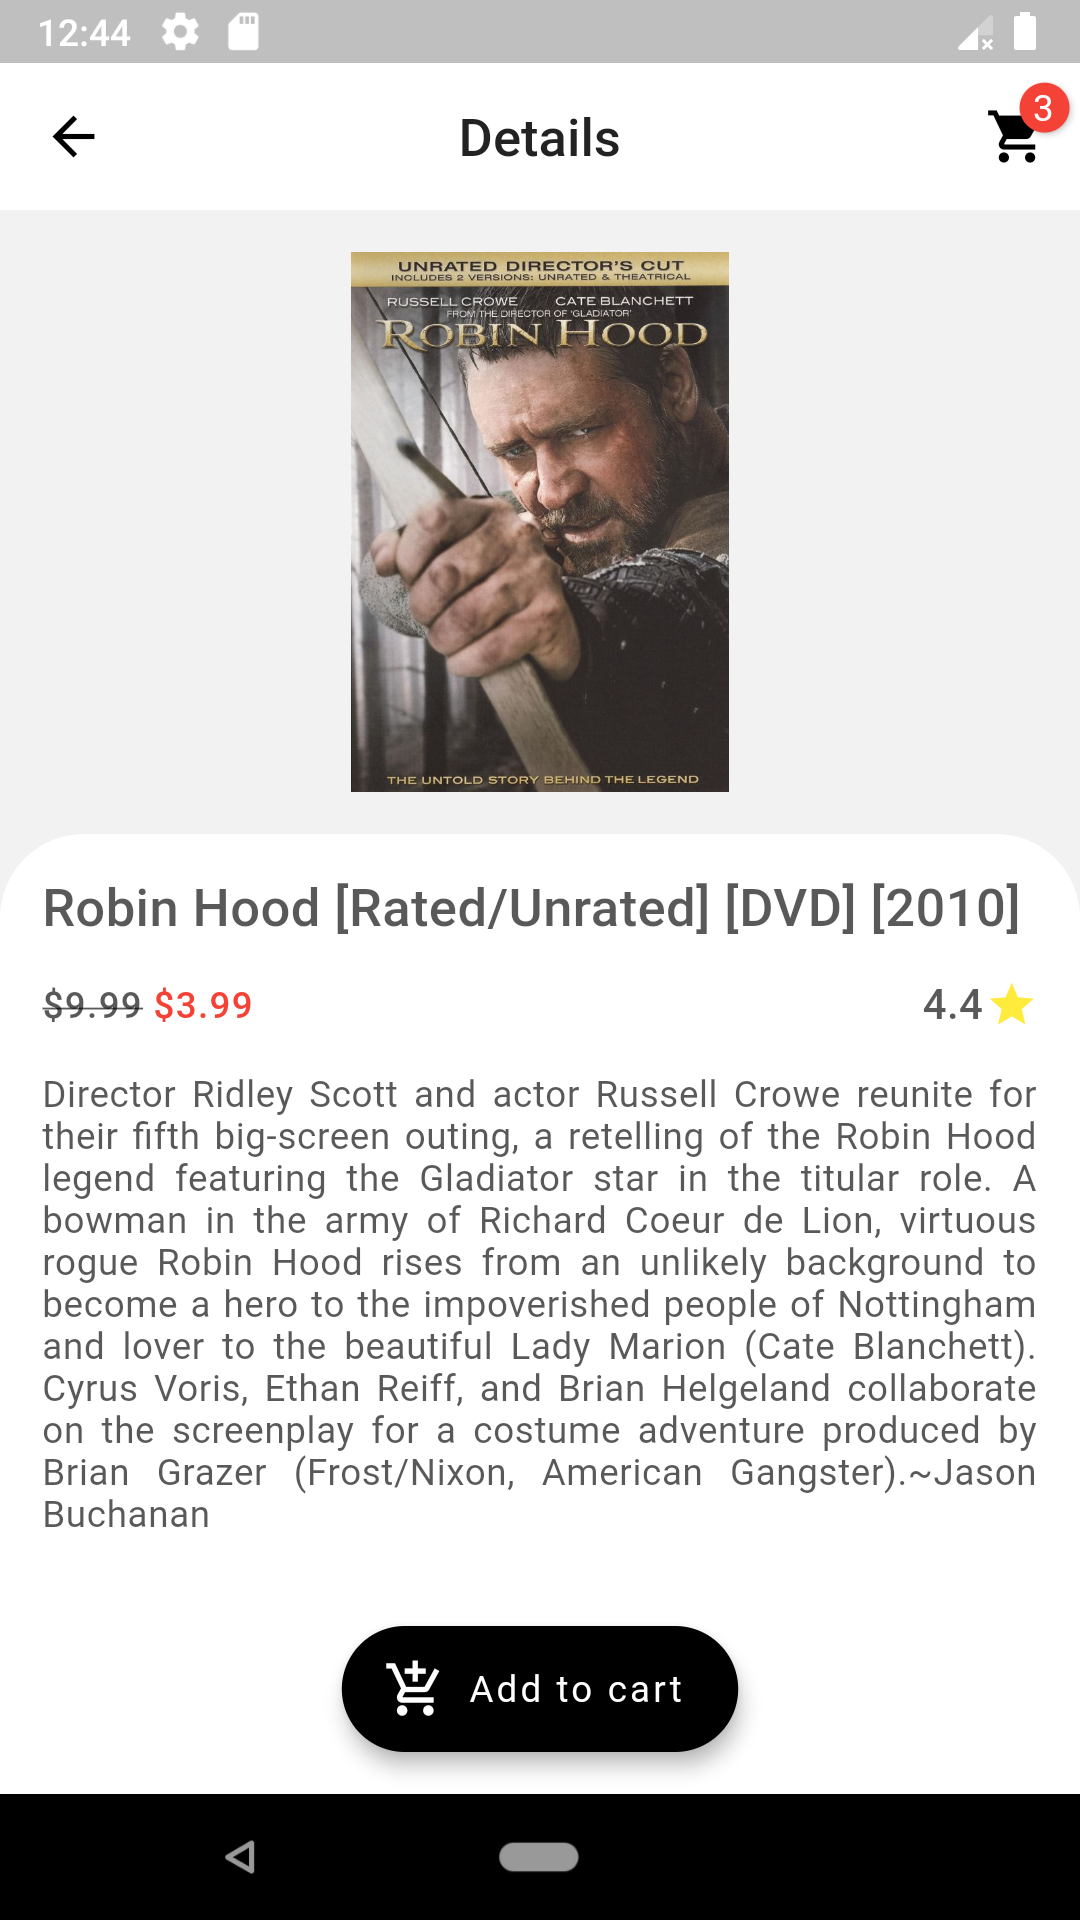 12:44
Details
3
UNRATED DIRECTOR'S CUT
INCLUDES 2 VERSIONS: UNRATED & THEATRICAL
RUSSELL CROWE CATE BLANCHETT
FROM THE DIRECTOR OF 'GLADIATOR'
ROBIN HOOD
THE UNTOLD STORY BEHIND THE LEGEND
Robin Hood [Rated/Unrated] [DVD] [2010]
$9.99 $3.99 4.4
Director Ridley Scott and actor Russell Crowe reunite for
their fifth big-screen outing, a retelling of the Robin Hood
legend featuring the Gladiator star in the titular role. A
bowman in the army of Richard Coeur de Lion, virtuous
rogue Robin Hood rises from an unlikely background to
become a hero to the impoverished people of Nottingham
and lover to the beautiful Lady Marion (Cate Blanchett).
Cyrus Voris, Ethan Reiff, and Brian Helgeland collaborate
on the screenplay for a costume adventure produced by
Brian Grazer (Frost/Nixon, American Gangster).~Jason
Buchanan
Add to cart